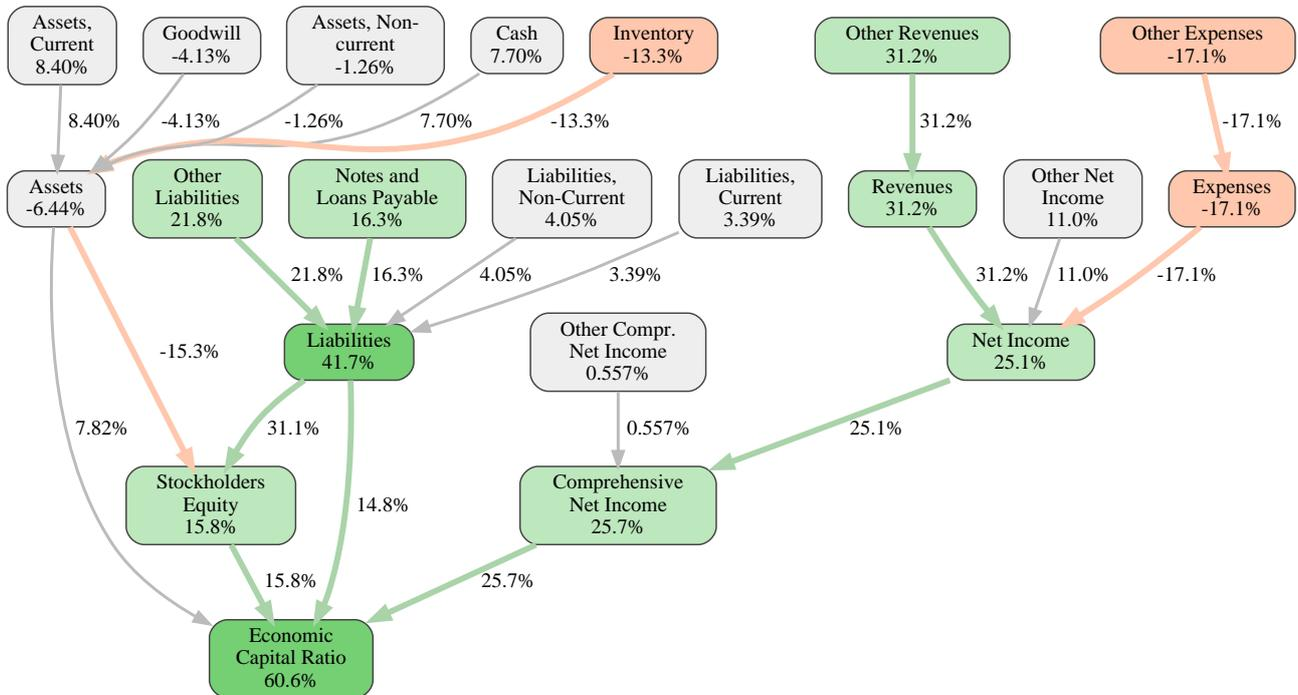 Assets,
Current
8.40%
Goodwill
-4.13%
Assets, Non-
current
-1.26%
Cash
7.70%
Inventory
-13.3%
Other Revenues
31.2%
Other Expenses
-17.1%
8.40%
-4.13%
-1.26%
7.70%
-13.3%
31.2%
-17.1%
Assets
-6.44%
Other
Liabilities
21.8%
Notes and
Loans Payable
16.3%
Liabilities,
Non-Current
4.05%
Liabilities,
Current
3.39%
Revenues
31.2%
Other Net
Income
11.0%
Expenses
-17.1%
21.8%
16.3%
4.05%
3.39%
31.2%
11.0%
-17.1%
Liabilities
41.7%
Other Compr.
Net Income
0.557%
Net Income
25.1%
-15.3%
7.82%
31.1%
0.557%
25.1%
Stockholders
Equity
15.8%
14.8%
Comprehensive
Net Income
25.7%
15.8%
25.7%
Economic
Capital Ratio
60.6%